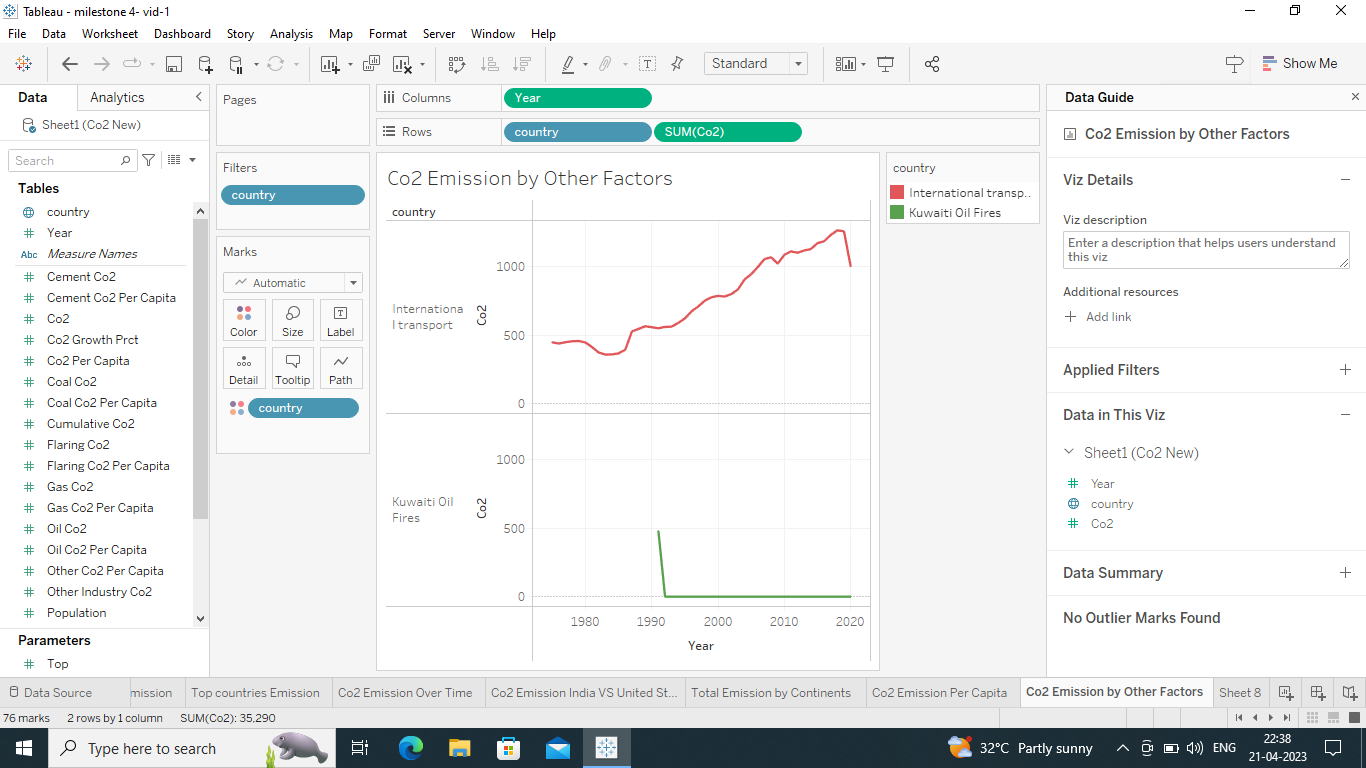 Tableau - milestone 4- vid-1
File Data Worksheet Dashboard Story Analysis Map Format Server Window Help
Standard
Show Me
Data Analytics
Sheet1 (Co2 New)
Search
Tables
country
Year
Abc Measure Names
Cement Co2
Cement Co2 Per Capita
Co2
Co2 Growth Prct
Co2 Per Capita
Coal Co2
Coal Co2 Per Capita
Cumulative Co2
Flaring Co2
Flaring Co2 Per Capita
Gas Co2
Gas Co2 Per Capita
Oil Co2
Oil Co2 Per Capita
Other Co2 Per Capita
Other Industry Co2
Population
Parameters
Top
Pages
Filters
country
Marks
Automatic
Color Size Label
Detail Tooltip Path
country
Columns Year
Rows country SUM(Co2)
Co2 Emission by Other Factors
country
Internationa
l transport
Co2
1000
500
0
Kuwaiti Oil
Fires
Co2
1000
500
0
1980 1990 2000 2010 2020
Year
country
International transp..
Kuwaiti Oil Fires
Data Guide
Co2 Emission by Other Factors
Viz Details
Viz description
Enter a description that helps users understand
this viz
Additional resources
Add link
Applied Filters
Data in This Viz
Sheet1 (Co2 New)
Year
country
Co2
Data Summary
No Outlier Marks Found
Data Source mission Top countries Emission Co2 Emission Over Time Co2 Emission India VS United St... Total Emission by Continents Co2 Emission Per Capita Co2 Emission by Other Factors Sheet 8
76 marks 2 rows by 1 column SUM(Co2): 35,290
Type here to search
32°C Partly sunny
ENG
22:38
21-04-2023